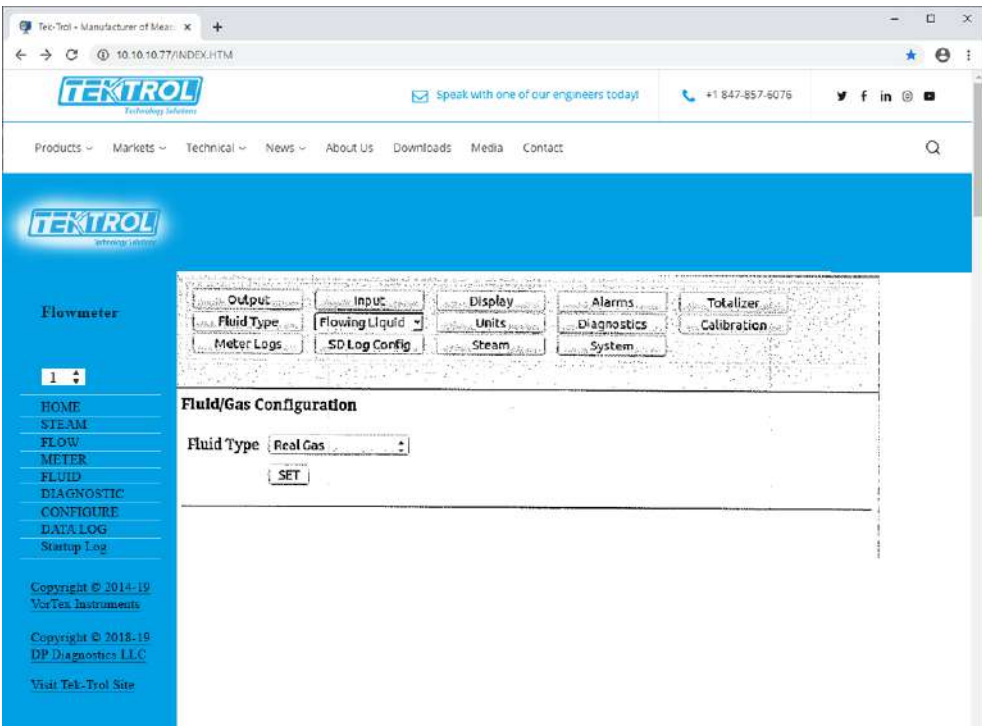 Tec-Trol - Manufacturer of Meas
10.10.10.77/INDEX.HTM
TEKTROL
Technology Solutions
Speak with one of our engineers today!
+1 847-857-6076
Products Markets Technical News About Us Downloads Media Contact
TEKTROL
Technology Solutions
Flowmeter
1
HOME
STEAM
FLOW
METER
FLUID
DIAGNOSTIC
CONFIGURE
DATA LOG
Startup Log
Copyright © 2014-19
VorTex Instruments
Copyright © 2018-19
DP Diagnostics LLC
Visit Tek-Trol Site
Output Input Display Alarms Totalizer
Fluid Type Flowing Liquid Units Diagnostics Calibration
Meter Logs SD Log Config Steam System
Fluid/Gas Configuration
Fluid Type Real Gas
SET